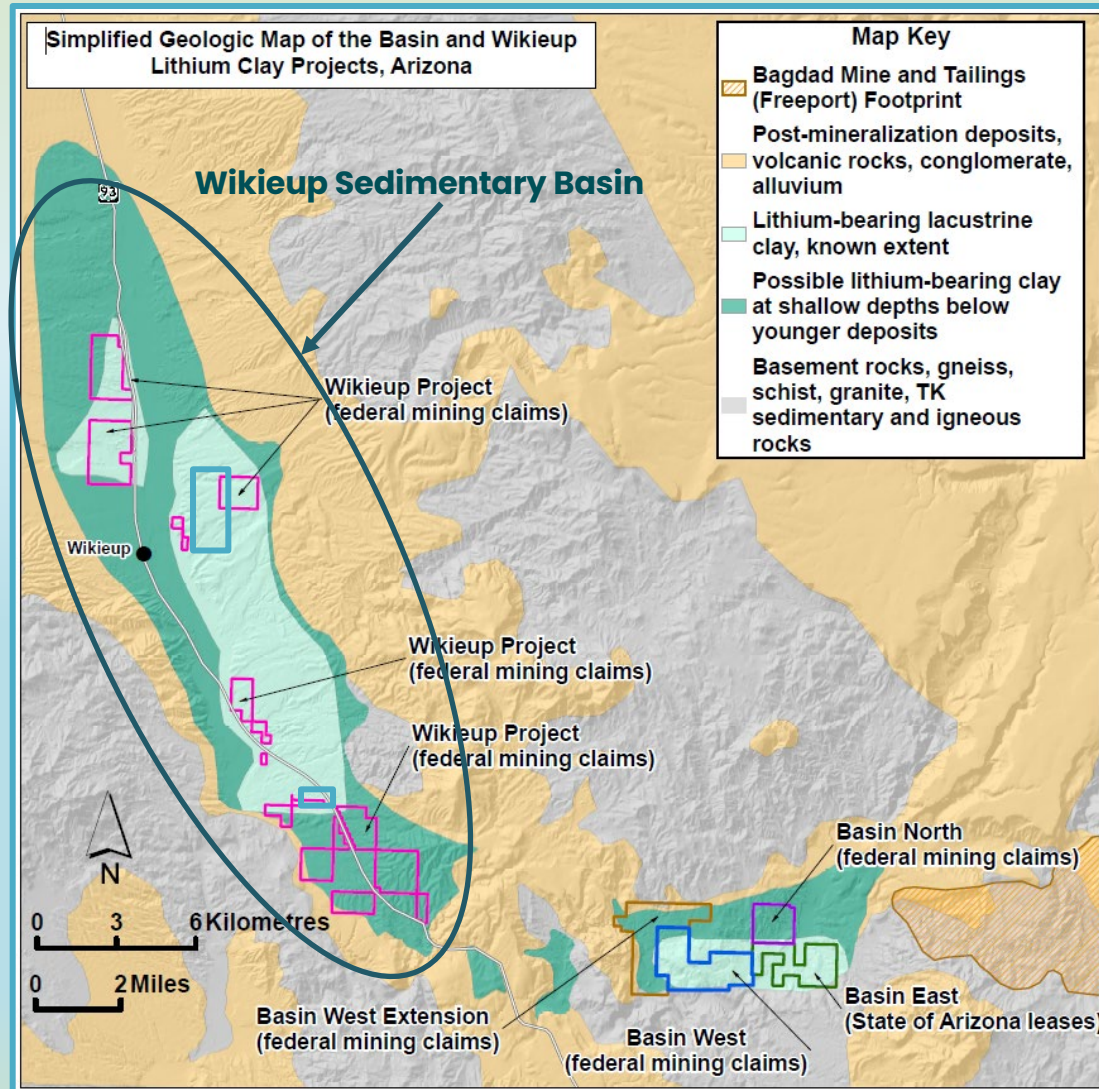 Simplified Geologic Map of the Basin and Wikieup
Lithium Clay Projects, Arizona
Map Key
Bagdad Mine and Tailings
(Freeport) Footprint
Post-mineralization deposits,
volcanic rocks, conglomerate,
alluvium
Lithium-bearing lacustrine
clay, known extent
Possible lithium-bearing clay
at shallow depths below
younger deposits
Basement rocks, gneiss,
schist, granite, TK
sedimentary and igneous
rocks
Wikieup Sedimentary Basin
93
Wikieup Project
(federal mining claims)
Wikieup
Wikieup Project
(federal mining claims)
Wikieup Project
(federal mining claims)
N
0 3 6 Kilometres
0 2 Miles
Basin North
(federal mining claims)
Basin East
(State of Arizona leases)
Basin West Extension
(federal mining claims)
Basin West
(federal mining claims)